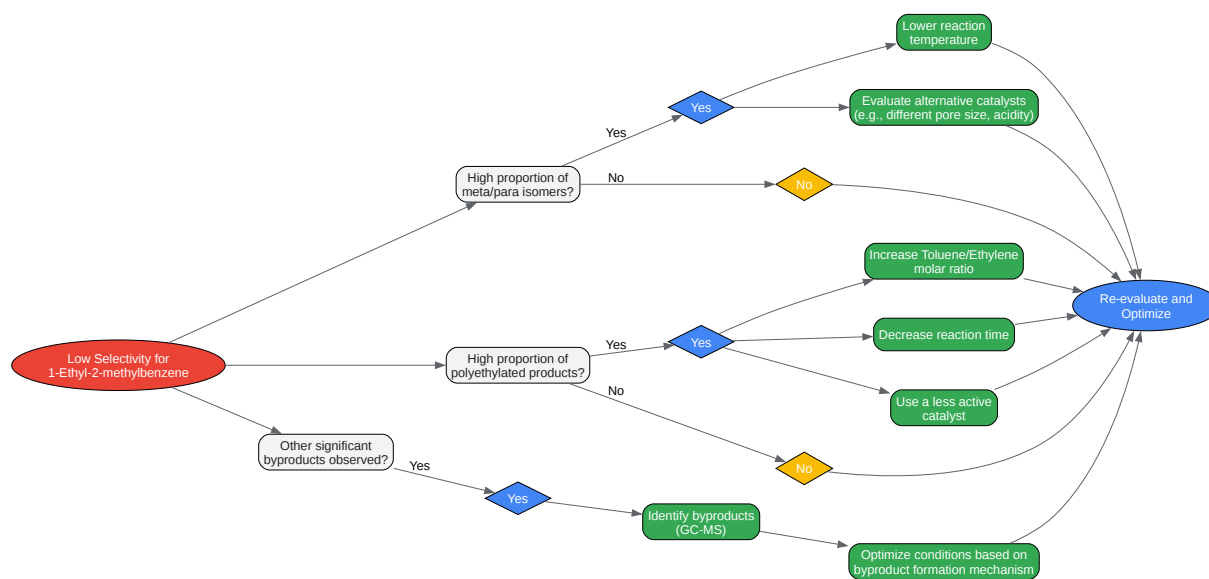 Lower reaction
temperature
Yes
Evaluate alternative catalysts
(e.g., different pore size, acidity)
Yes
High proportion of
meta/para isomers?
No
No
Increase Toluene/Ethylene
molar ratio
Re-evaluate and
Optimize
Low Selectivity for
1-Ethyl-2-methylbenzene
High proportion of
polyethylated products?
Yes
Yes
Decrease reaction time
No
Use a less active
catalyst
Other significant
byproducts observed?
Yes
No
Yes
Identify byproducts
(GC-MS)
Optimize conditions based on
byproduct formation mechanism